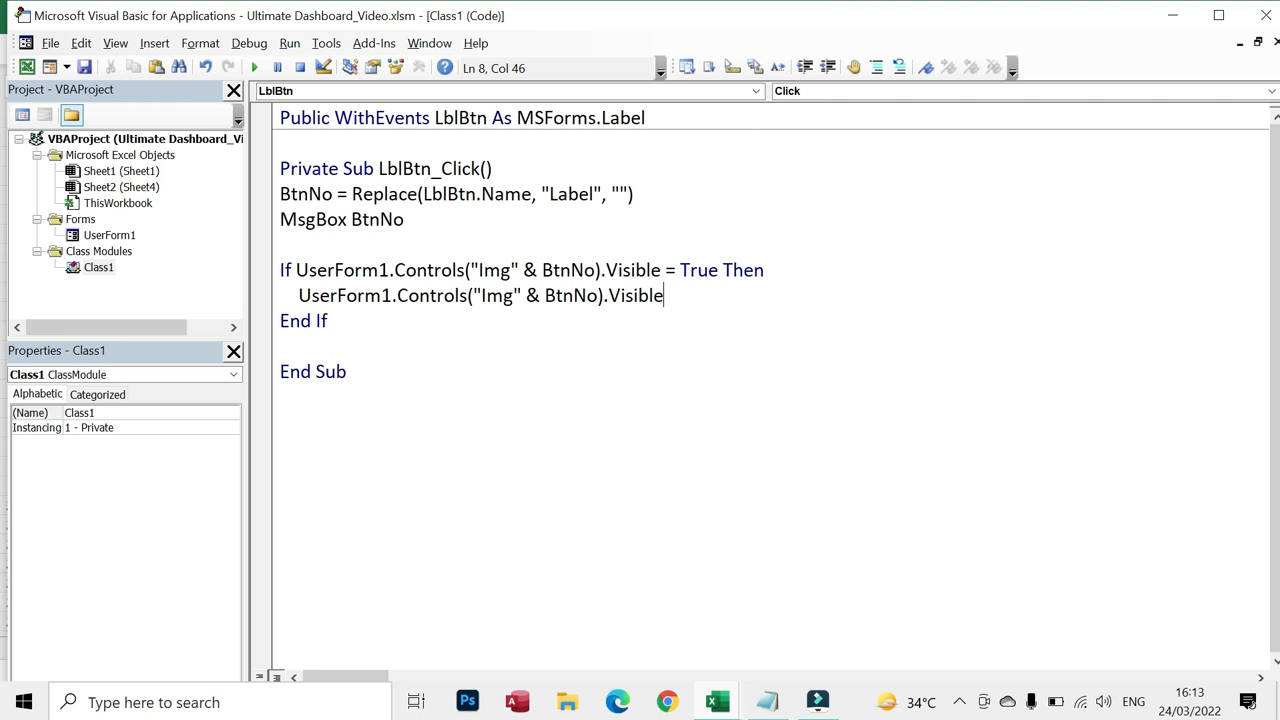 Microsoft Visual Basic for Applications - Ultimate Dashboard_Video.xlsm - [Class1 (Code)]
File Edit View Insert Format Debug Run Tools Add-Ins Window Help
Ln 8, Col 46
Project - VBAProject
LblBtn
Click
VBAProject (Ultimate Dashboard_Vi
Microsoft Excel Objects
Sheet1 (Sheet1)
Sheet2 (Sheet4)
ThisWorkbook
Forms
UserForm1
Class Modules
Class1
Properties - Class1
Class1 ClassModule
Alphabetic Categorized
(Name) Class1
Instancing 1 - Private
Public WithEvents LblBtn As MSForms.Label
Private Sub LblBtn_Click()
BtnNo = Replace(LblBtn.Name, "Label", "")
MsgBox BtnNo
If UserForm1.Controls("Img" & BtnNo).Visible = True Then
UserForm1.Controls("Img" & BtnNo).Visible
End If
End Sub
Type here to search
Ps
34°C
ENG
16:13
24/03/2022